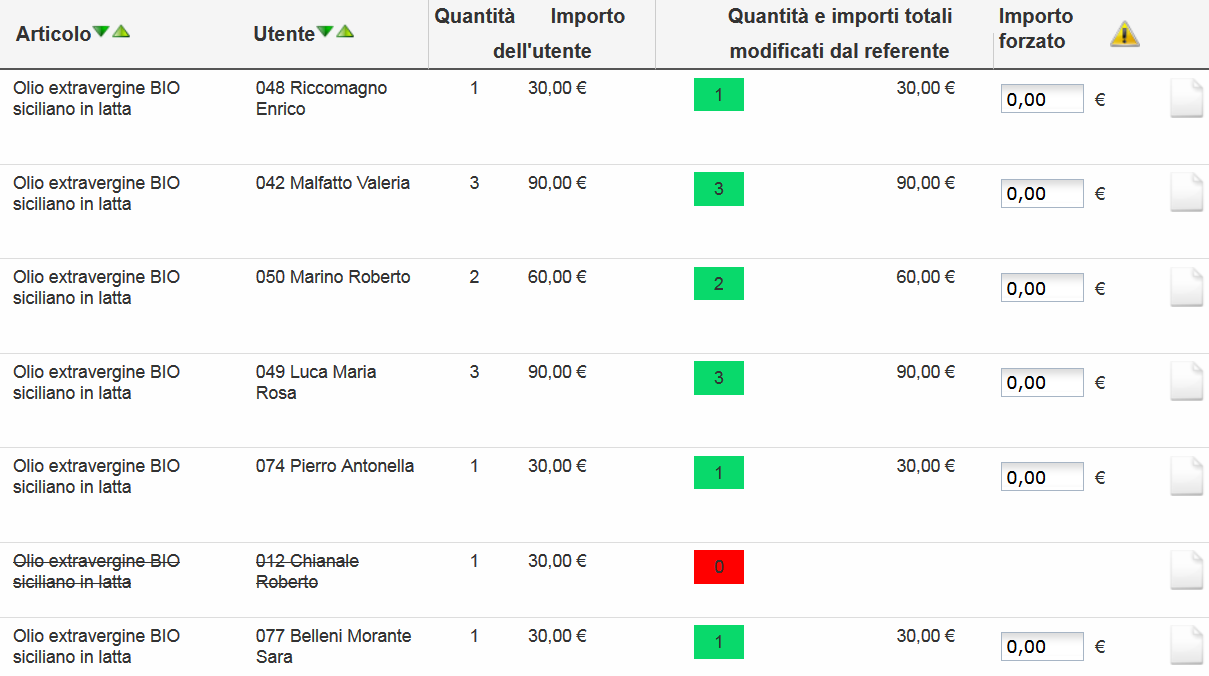 Articolo Utente Quantità Importo Quantità e importi totali Importo
dell'utente modificati dal referente forzato
Olio extravergine BIO 048 Riccomagno 1 30,00 € 1 30,00 € 0,00 €
siciliano in latta Enrico
Olio extravergine BIO 042 Malfatto Valeria 3 90,00 € 3 90,00 € 0,00 €
siciliano in latta
Olio extravergine BIO 050 Marino Roberto 2 60,00 € 2 60,00 € 0,00 €
siciliano in latta
Olio extravergine BIO 049 Luca Maria 3 90,00 € 3 90,00 € 0,00 €
siciliano in latta Rosa
Olio extravergine BIO 074 Pierro Antonella 1 30,00 € 1 30,00 € 0,00 €
siciliano in latta
Olio extravergine BIO 012 Chianale 1 30,00 € 0
siciliano in latta Roberto
Olio extravergine BIO 077 Belleni Morante 1 30,00 € 1 30,00 € 0,00 €
siciliano in latta Sara